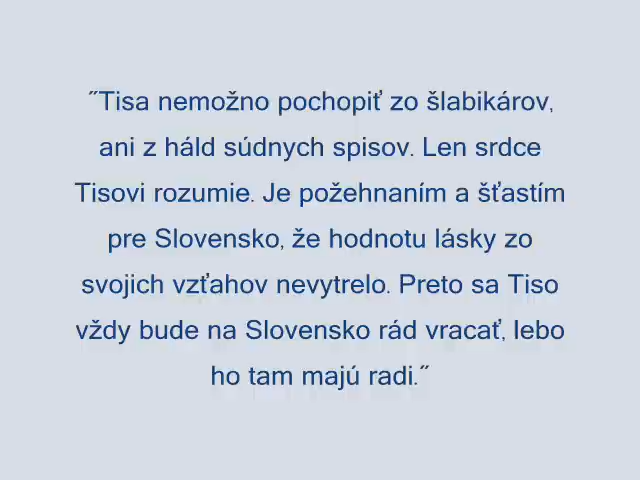 ˝Tisa nemožno pochopiť zo šlabikárov,
ani z háld súdnych spisov. Len srdce
Tisovi rozumie. Je požehnaním a šťastím
pre Slovensko, že hodnotu lásky zo
svojich vzťahov nevytrelo. Preto sa Tiso
vždy bude na Slovensko rád vracať, lebo
ho tam majú radi.˝